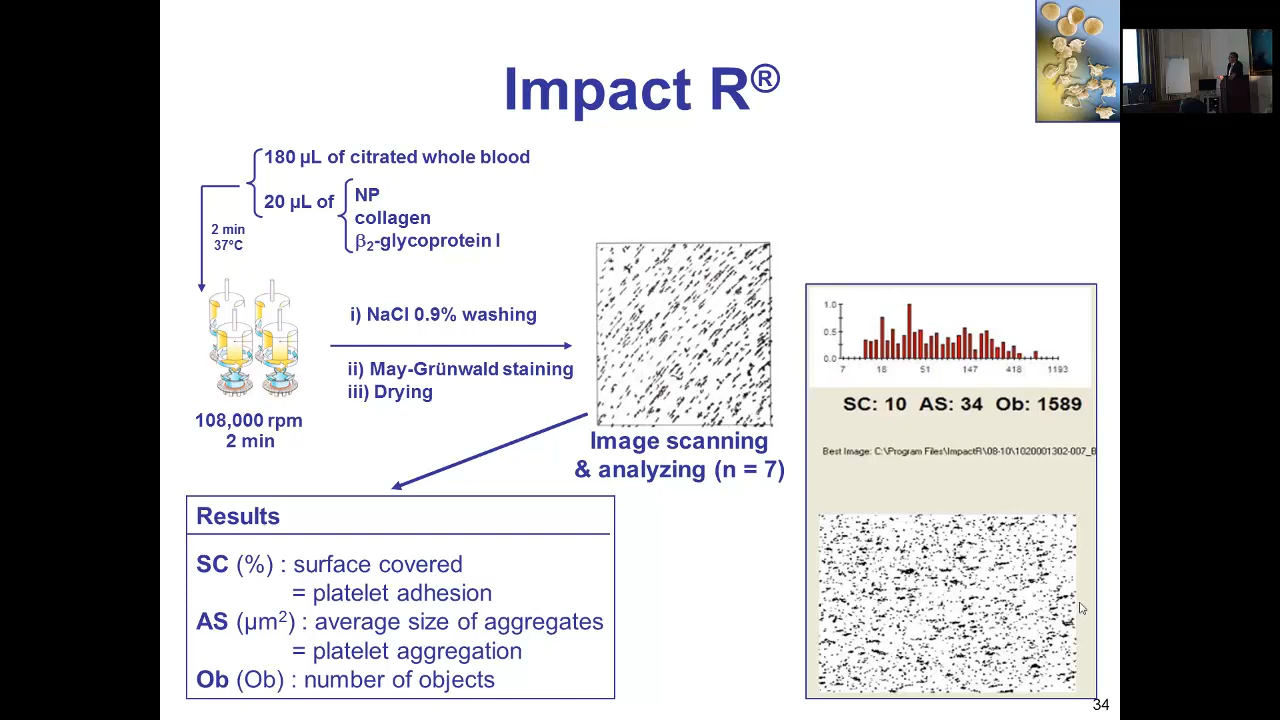 Impact R®
180 µL of citrated whole blood
20 µL of
NP
collagen
β2-glycoprotein I
2 min
37°C
108,000 rpm
2 min
i) NaCl 0.9% washing
ii) May-Grünwald staining
iii) Drying
Image scanning
& analyzing (n = 7)
Results
SC (%) : surface covered
= platelet adhesion
AS (µm2) : average size of aggregates
= platelet aggregation
Ob (Ob) : number of objects
1.0
0.5
0.0
7 18 51 147 418 1193
SC: 10 AS: 34 Ob: 1589
Best Image: C:\Program Files\ImpactR\08-10\1020001302-007_B
34